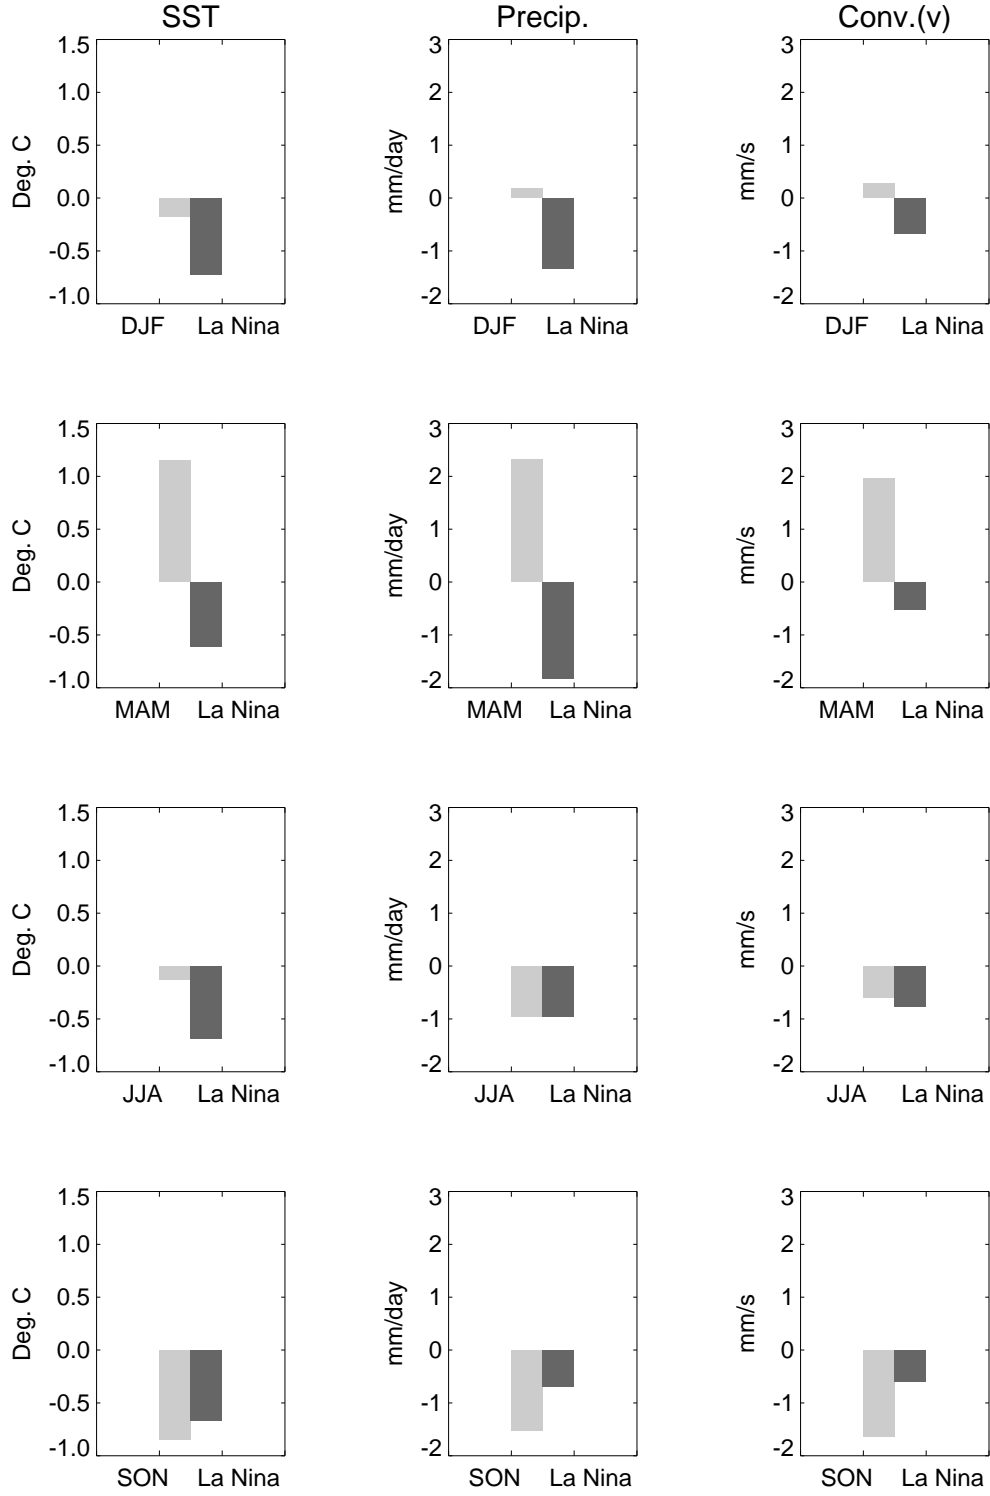 SST Precip. Conv.(v)
1.5 3 3
1.0 2 2
0.5 1 1
Deg. C mm/day mm/s
0.0 0 0
-0.5 -1 -1
-1.0 -2 -2
DJF La Nina DJF La Nina DJF La Nina
1.5 3 3
1.0 2 2
0.5 1 1
Deg. C mm/day mm/s
0.0 0 0
-0.5 -1 -1
-1.0 -2 -2
MAM La Nina MAM La Nina MAM La Nina
1.5 3 3
1.0 2 2
0.5 1 1
Deg. C mm/day mm/s
0.0 0 0
-0.5 -1 -1
-1.0 -2 -2
JJA La Nina JJA La Nina JJA La Nina
1.5 3 3
1.0 2 2
0.5 1 1
Deg. C mm/day mm/s
0.0 0 0
-0.5 -1 -1
-1.0 -2 -2
SON La Nina SON La Nina SON La Nina